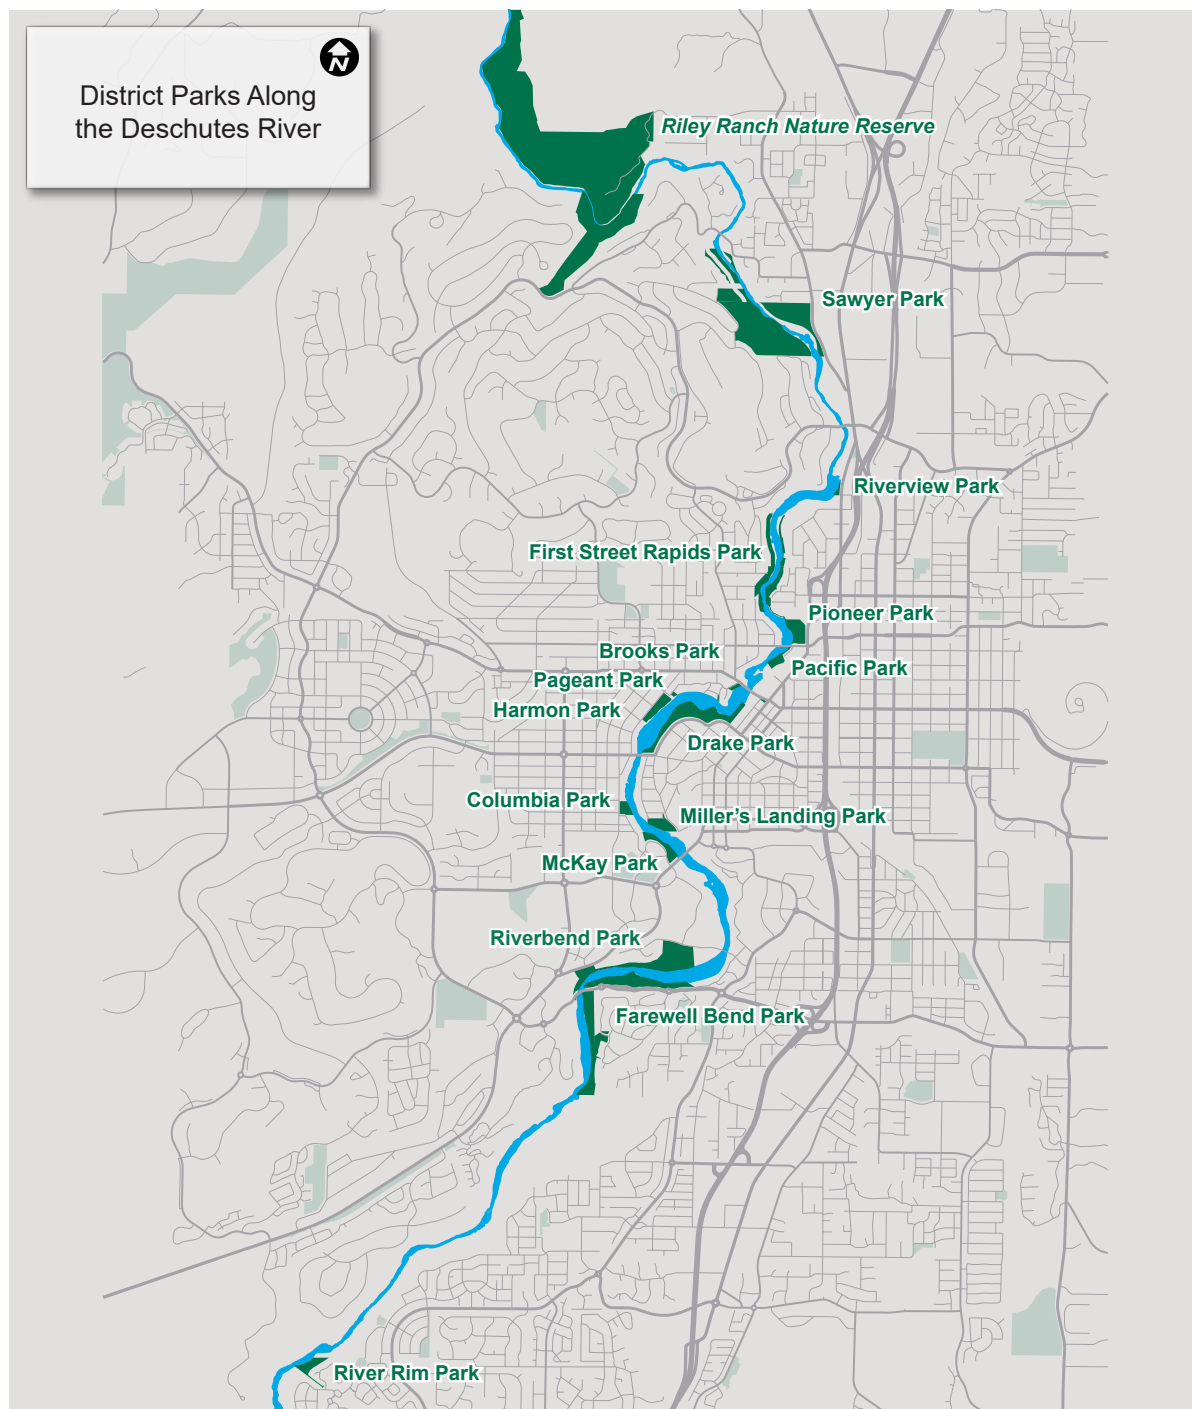 N
District Parks Along
the Deschutes River
Riley Ranch Nature Reserve
Sawyer Park
Riverview Park
First Street Rapids Park
Pioneer Park
Brooks Park
Pacific Park
Pageant Park
Harmon Park
Drake Park
Columbia Park
Miller's Landing Park
McKay Park
Riverbend Park
Farewell Bend Park
River Rim Park